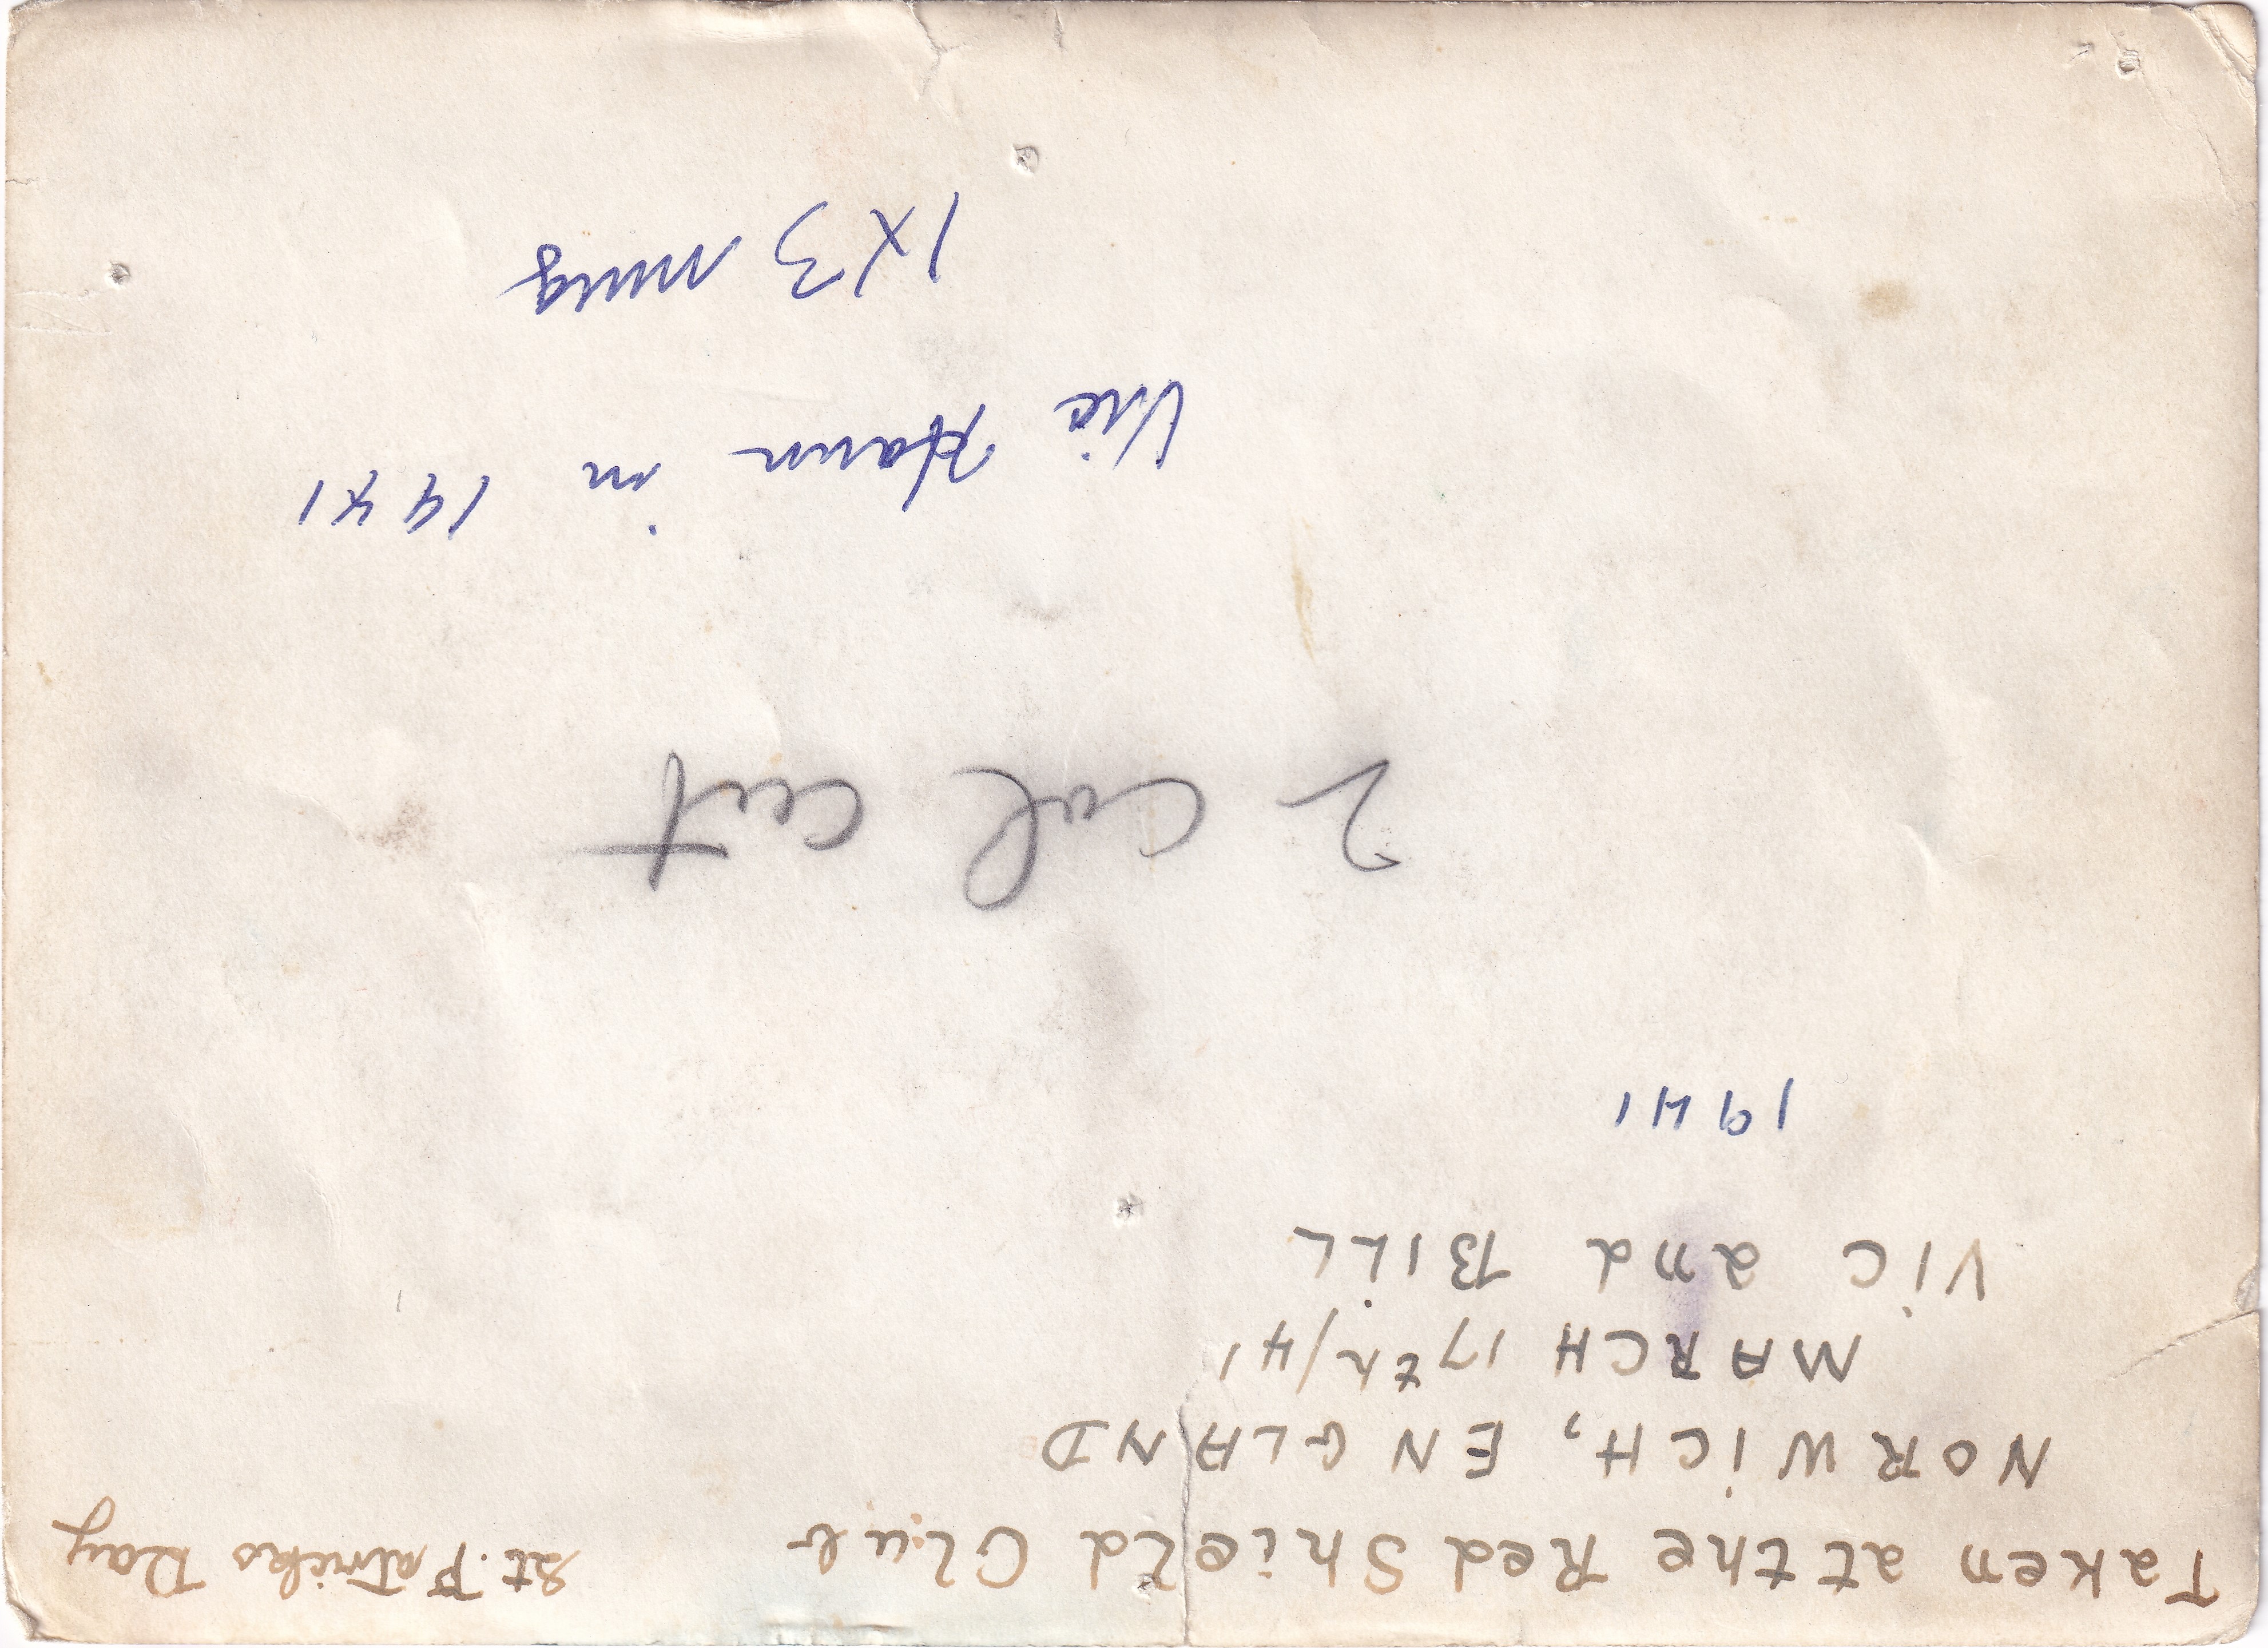 Taken at the Red Shield Club St. Patricks Day
NORWICH, ENGLAND
MARCH 17th/41
VIC and BILL
1941
2 col cut
Vic Hawn in 1941
1x3 mug